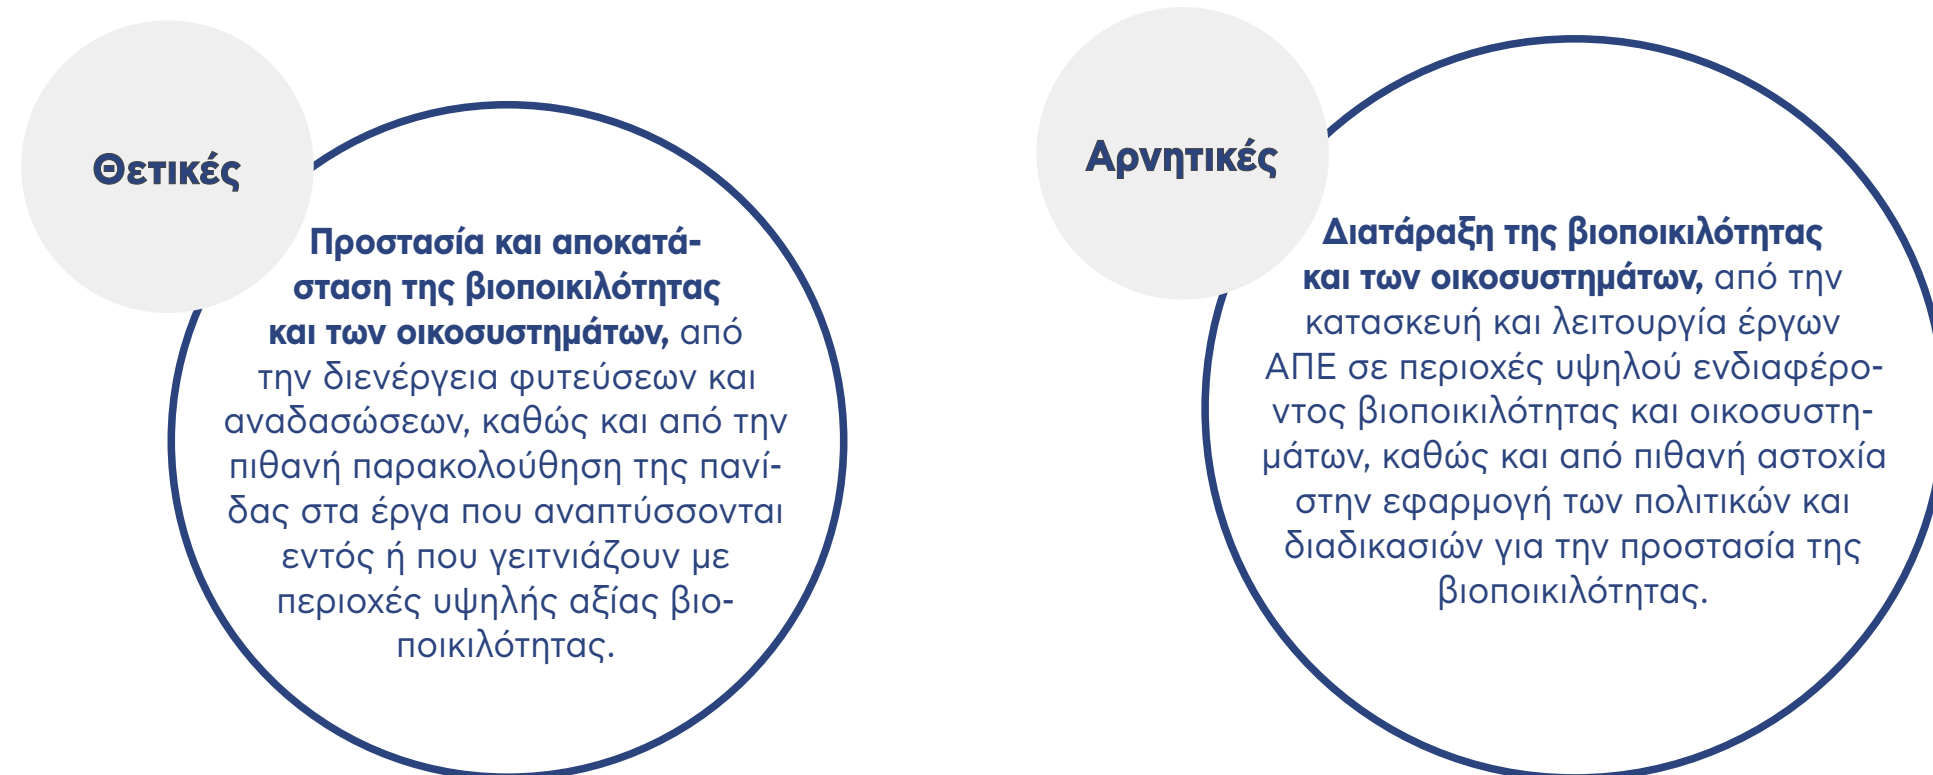 Θετικές
Προστασία και αποκατά-
σταση της βιοποικιλότητας
και των οικοσυστημάτων, από
την διενέργεια φυτεύσεων και
αναδασώσεων, καθώς και από την
πιθανή παρακολούθηση της πανί-
δας στα έργα που αναπτύσσονται
εντός ή που γειτνιάζουν με
περιοχές υψηλής αξίας βιο-
ποικιλότητας.
Αρνητικές
Διατάραξη της βιοποικιλότητας
και των οικοσυστημάτων, από την
κατασκευή και λειτουργία έργων
ΑΠΕ σε περιοχές υψηλού ενδιαφέρο-
ντος βιοποικιλότητας και οικοσυστη-
μάτων, καθώς και από πιθανή αστοχία
στην εφαρμογή των πολιτικών και
διαδικασιών για την προστασία της
βιοποικιλότητας.